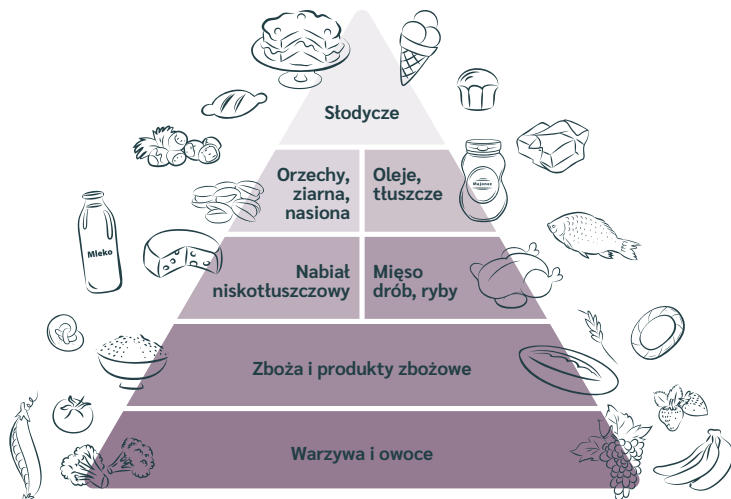 Słodycze
Orzechy,
ziarna,
nasiona
Oleje,
tłuszcze
Majonez
Mleko
Nabiał
niskotłuszczowy
Mięso
drób, ryby
Zboża i produkty zbożowe
Warzywa i owoce